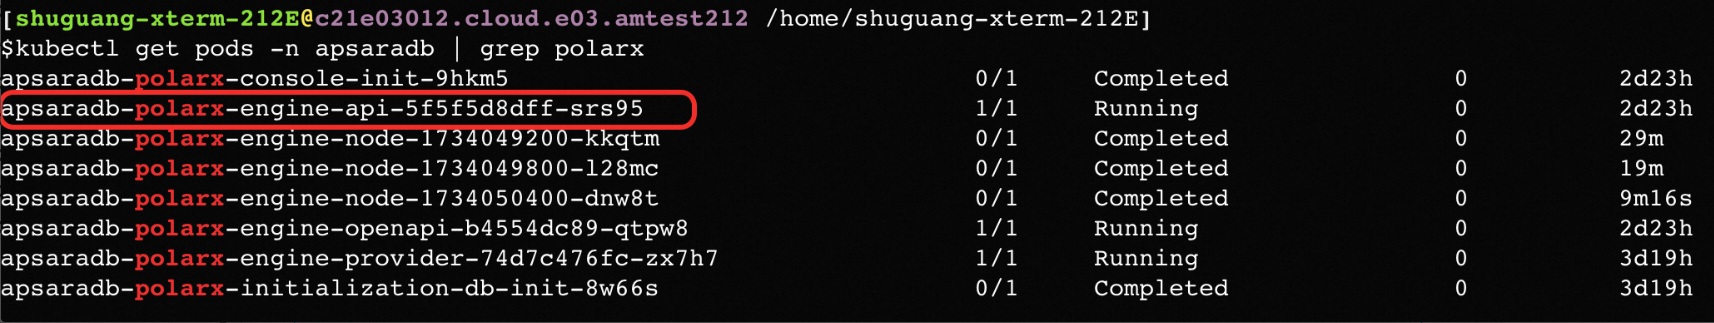 [shuguang-xterm-212E@c21e03012.cloud.e03.amtest212 /home/shuguang-xterm-212E]
$kubectl get pods -n apsaradb | grep polarx
apsaradb-polarx-console-init-9hkm5 0/1 Completed 0 2d23h
apsaradb-polarx-engine-api-5f5f5d8dff-srs95 1/1 Running 0 2d23h
apsaradb-polarx-engine-node-1734049200-kkqtm 0/1 Completed 0 29m
apsaradb-polarx-engine-node-1734049800-l28mc 0/1 Completed 0 19m
apsaradb-polarx-engine-node-1734050400-dnw8t 0/1 Completed 0 9m16s
apsaradb-polarx-engine-openapi-b4554dc89-qtpw8 1/1 Running 0 2d23h
apsaradb-polarx-engine-provider-74d7c476fc-zx7h7 1/1 Running 0 3d19h
apsaradb-polarx-initialization-db-init-8w66s 0/1 Completed 0 3d19h